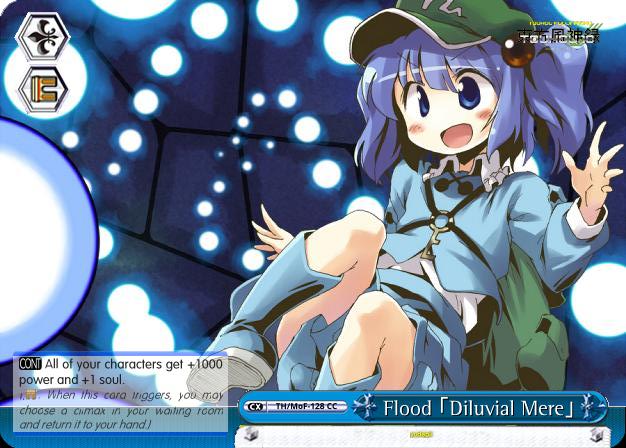 東方風神録
CONT All of your characters get +1000
power and +1 soul.
When this card triggers, you may
choose a climax in your waiting room
and return it to your hand.)
CX TH/MoF-128 CC
Flood「Diluvial Mere」